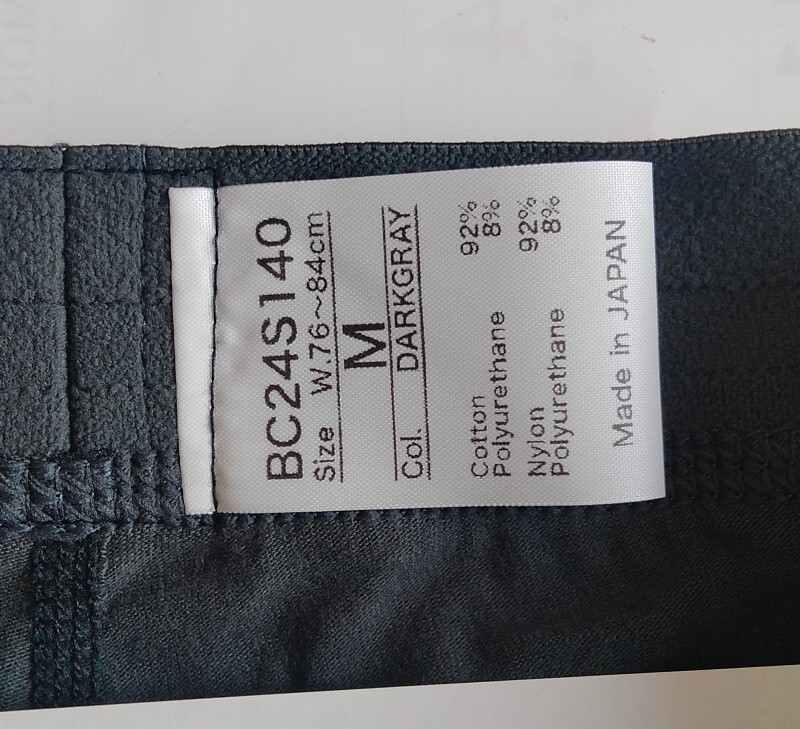 BC24S140
Size W.76～84cm
M
Col. DARKGRAY
Cotton 92%
Polyurethane 8%
Nylon 92%
Polyurethane 8%
Made in JAPAN